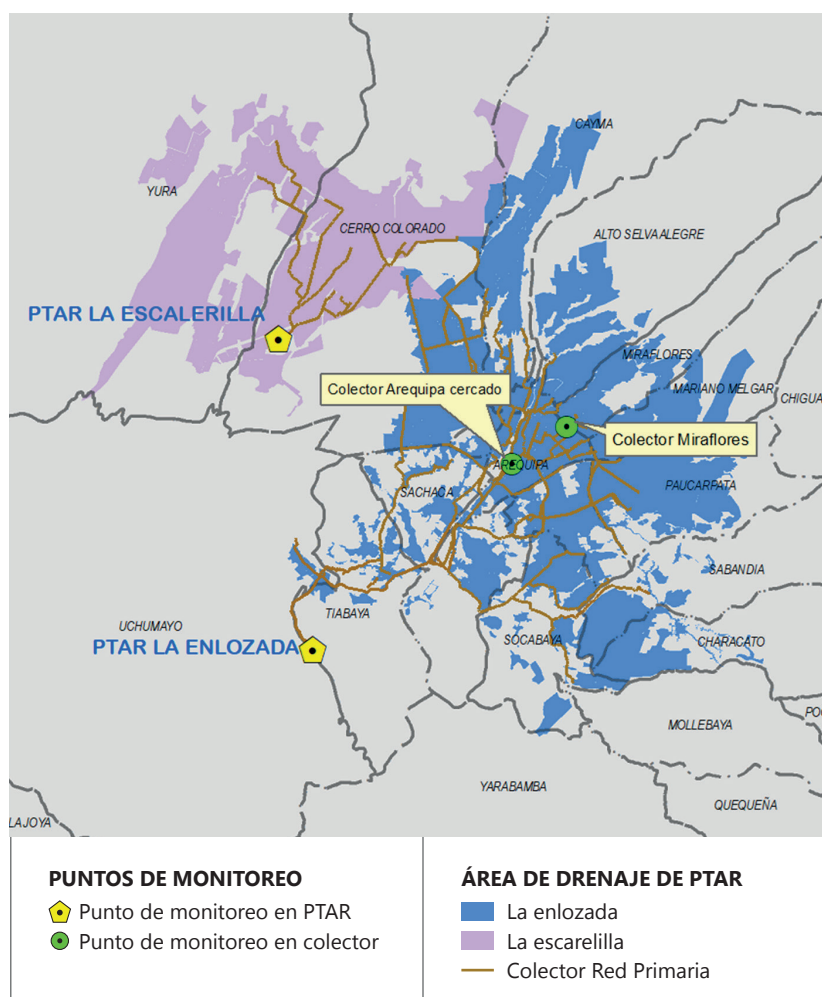 CAYMA
YURA
CERRO COLORADO
ALTO SELVA ALEGRE
PTAR LA ESCALERILLA
MIRAFLORES
Colector Arequipa cercado
MARIANO MELGAR
CHIGUA
Colector Miraflores
AREQUIPA
SACHACA
PAUCARPATA
SABANDIA
TIABAYA
UCHUMAYO
SOCABAYA
CHARACATO
PTAR LA ENLOZADA
PO
MOLLEBAYA
YARABAMBA
QUEQUEÑA
LAJOYA
PUNTOS DE MONITOREO
Punto de monitoreo en PTAR
Punto de monitoreo en colector
ÁREA DE DRENAJE DE PTAR
La enlozada
La escarelilla
Colector Red Primaria